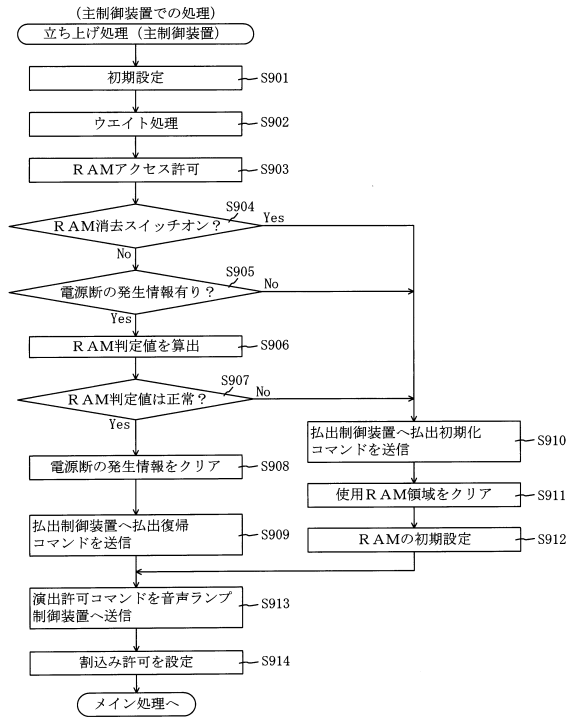 （主制御装置での処理）
立ち上げ処理（主制御装置）
初期設定
S901
ウエイト処理
S902
ＲＡＭアクセス許可
S903
S904
ＲＡＭ消去スイッチオン？
Yes
No
S905
電源断の発生情報有り？
No
Yes
ＲＡＭ判定値を算出
S906
S907
ＲＡＭ判定値は正常？
No
Yes
電源断の発生情報をクリア
S908
払出制御装置へ払出復帰
コマンドを送信
S909
払出制御装置へ払出初期化
コマンドを送信
S910
使用ＲＡＭ領域をクリア
S911
ＲＡＭの初期設定
S912
演出許可コマンドを音声ランプ
制御装置へ送信
S913
割込み許可を設定
S914
メイン処理へ